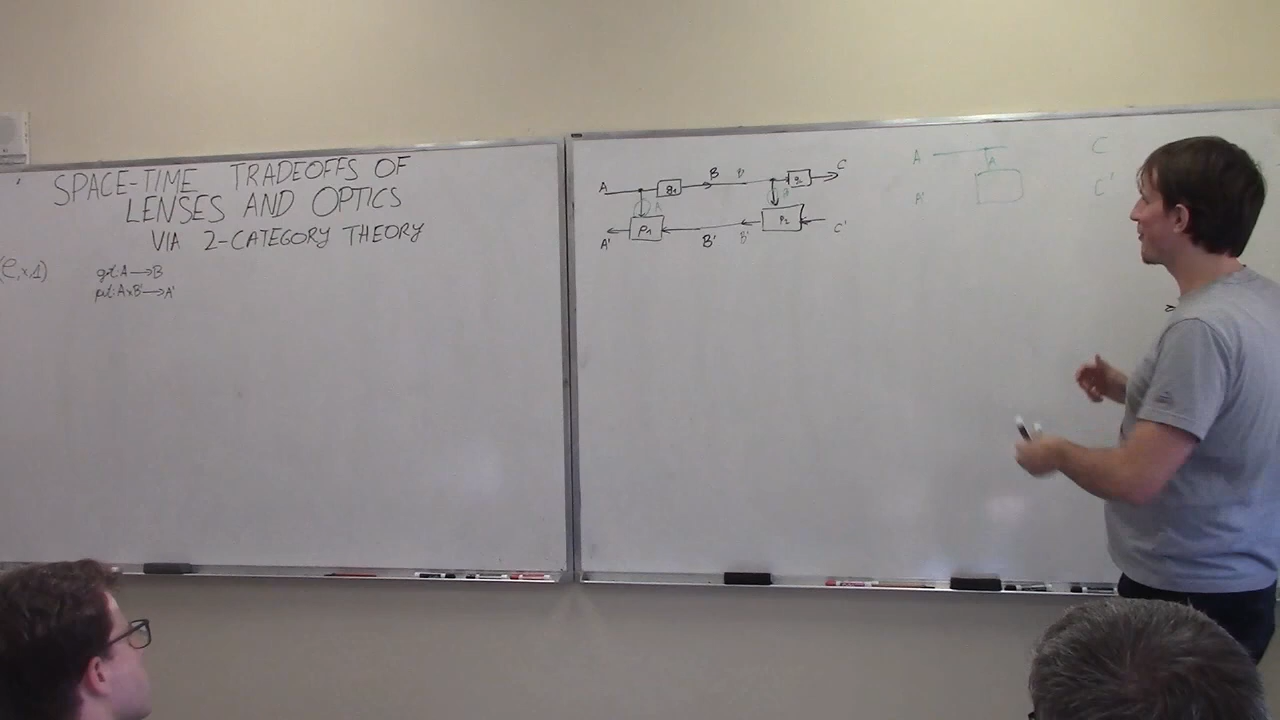 SPACE-TIME TRADEOFFS OF
LENSES AND OPTICS
VIA 2-CATEGORY THEORY
(C,x,1)
get: A → B
put: A x B' → A'
A g1 B B g2 C
A B
A' p1 B' B' p2 C'
A A C
A' C'